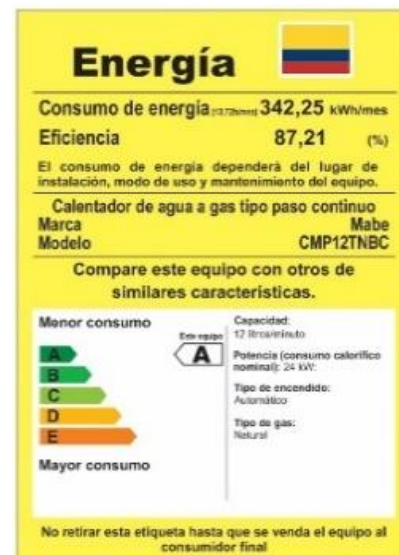 Energía
Consumo de energía 342,25 kWh/mes
Eficiencia 87,21 (%)
El consumo de energía dependerá del lugar de
instalación, modo de uso y mantenimiento del equipo.
Calentador de agua a gas tipo paso continuo
Marca Mabe
Modelo CMP12TNBC
Compare este equipo con otros de
similares características.
Menor consumo
A
B
C
D
E
Mayor consumo
Este equipo
A
Capacidad:
12 litros/minuto
Potencia (consumo calorífico
nominal): 24 kW:
Tipo de encendido:
Automático
Tipo de gas:
Natural
No retirar esta etiqueta hasta que se venda el equipo al
consumidor final